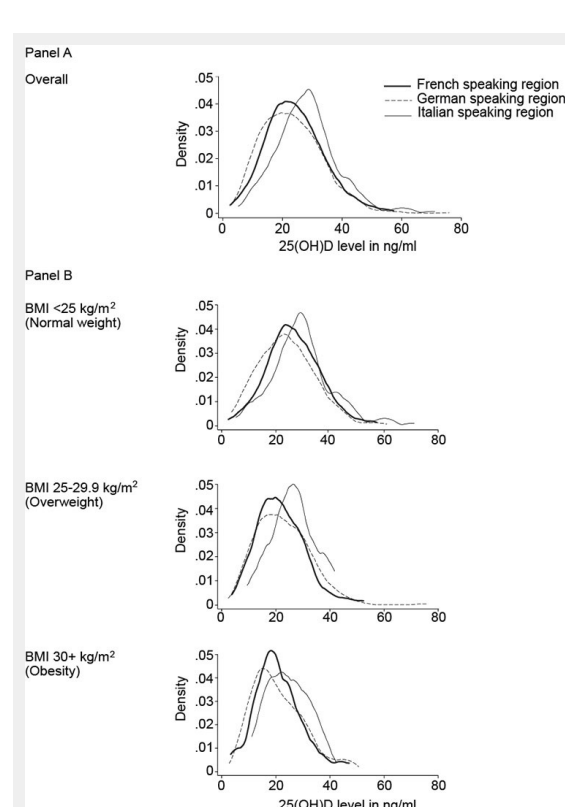 Panel A
Overall
French speaking region
German speaking region
Italian speaking region
Density
.05
.04
.03
.02
.01
0
0 20 40 60 80
25(OH)D level in ng/ml
Panel B
BMI <25 kg/m²
(Normal weight)
Density
.05
.04
.03
.02
.01
0
0 20 40 60 80
BMI 25-29.9 kg/m²
(Overweight)
Density
.05
.04
.03
.02
.01
0
0 20 40 60 80
BMI 30+ kg/m²
(Obesity)
Density
.05
.04
.03
.02
.01
0
0 20 40 60 80
25(OH)D level in ng/ml